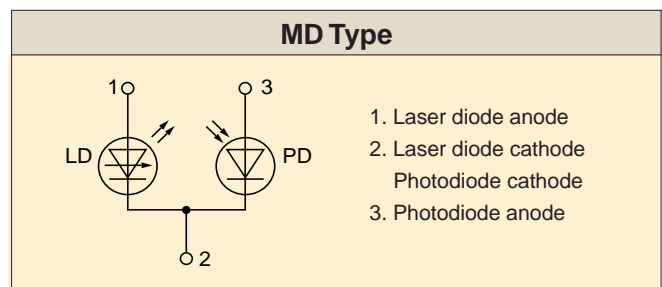 MD Type
1
3
LD
PD
2
1. Laser diode anode
2. Laser diode cathode
Photodiode cathode
3. Photodiode anode